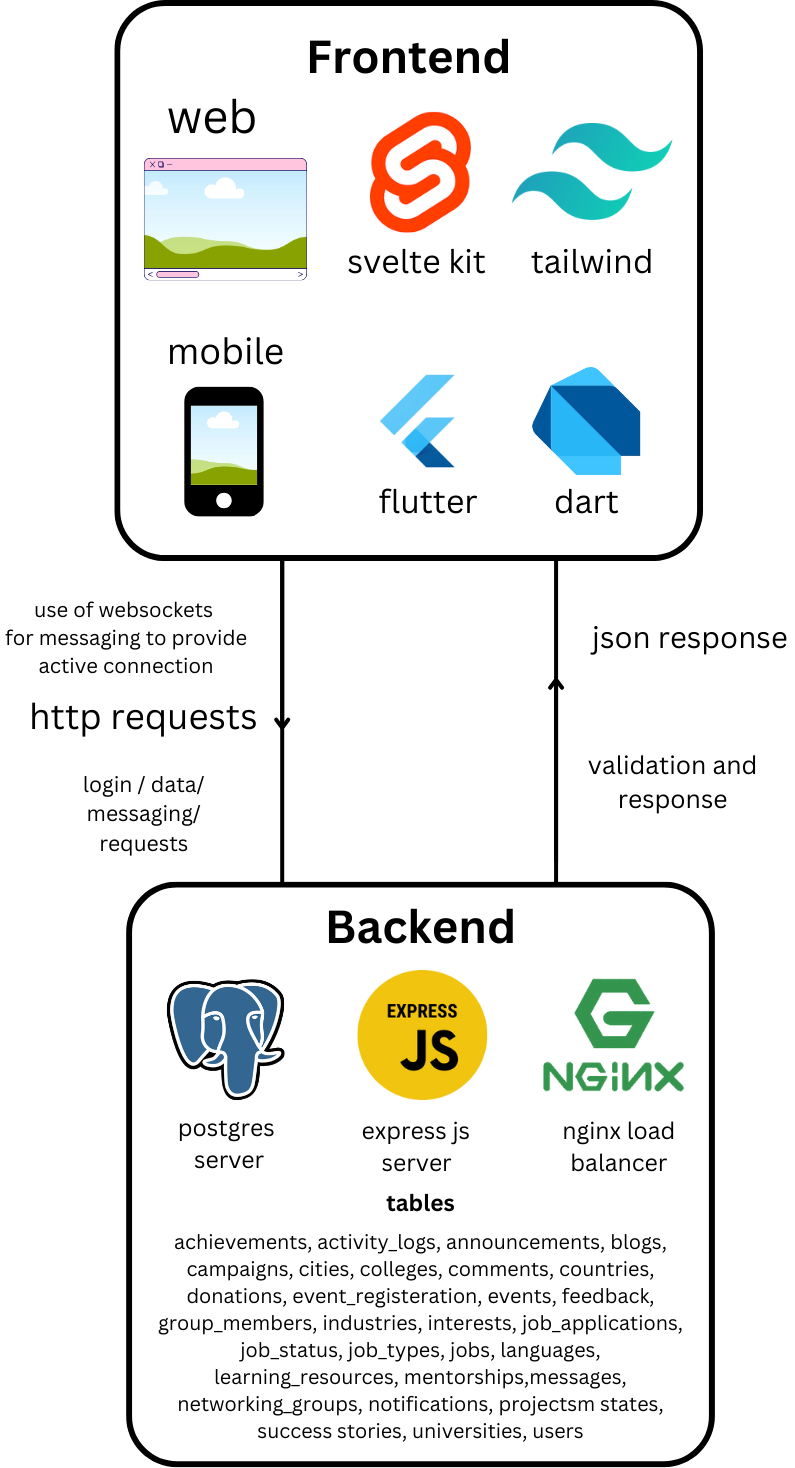 Frontend
web
svelte kit
tailwind
mobile
flutter
dart
use of websockets
for messaging to provide
active connection
http requests
login / data/
messaging/
requests
json response
validation and
response
Backend
EXPRESS
JS
NGINX
postgres
server
express js
server
nginx load
balancer
tables
achievements, activity_logs, announcements, blogs,
campaigns, cities, colleges, comments, countries,
donations, event_registeration, events, feedback,
group_members, industries, interests, job_applications,
job_status, job_types, jobs, languages,
learning_resources, mentorships,messages,
networking_groups, notifications, projectsm states,
success stories, universities, users